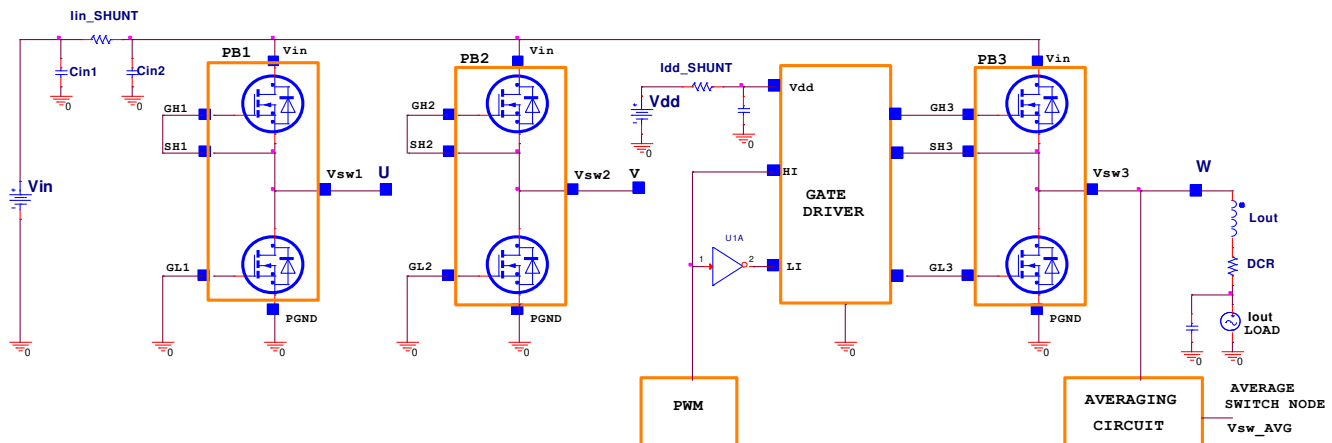 Iin_SHUNT
Cin1
Cin2
Vin
0
0
0
PB1
Vin
GH1
SH1
Vsw1
U
GL1
PGND
0
0
PB2
Vin
GH2
SH2
Vsw2
V
GL2
PGND
0
0
Idd_SHUNT
Vdd
0
0
Vdd
HI
GATE
DRIVER
LI
U1A
1
2
0
PB3
Vin
GH3
SH3
Vsw3
GL3
PGND
0
W
Lout
DCR
Iout
LOAD
0
0
PWM
AVERAGING
CIRCUIT
AVERAGE
SWITCH NODE
Vsw_AVG